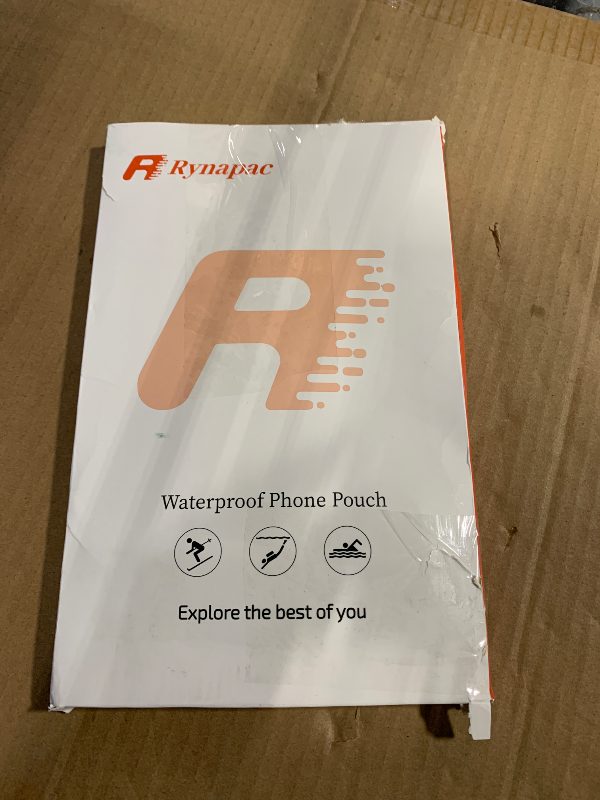 Rynapac
Waterproof Phone Pouch
Explore the best of you